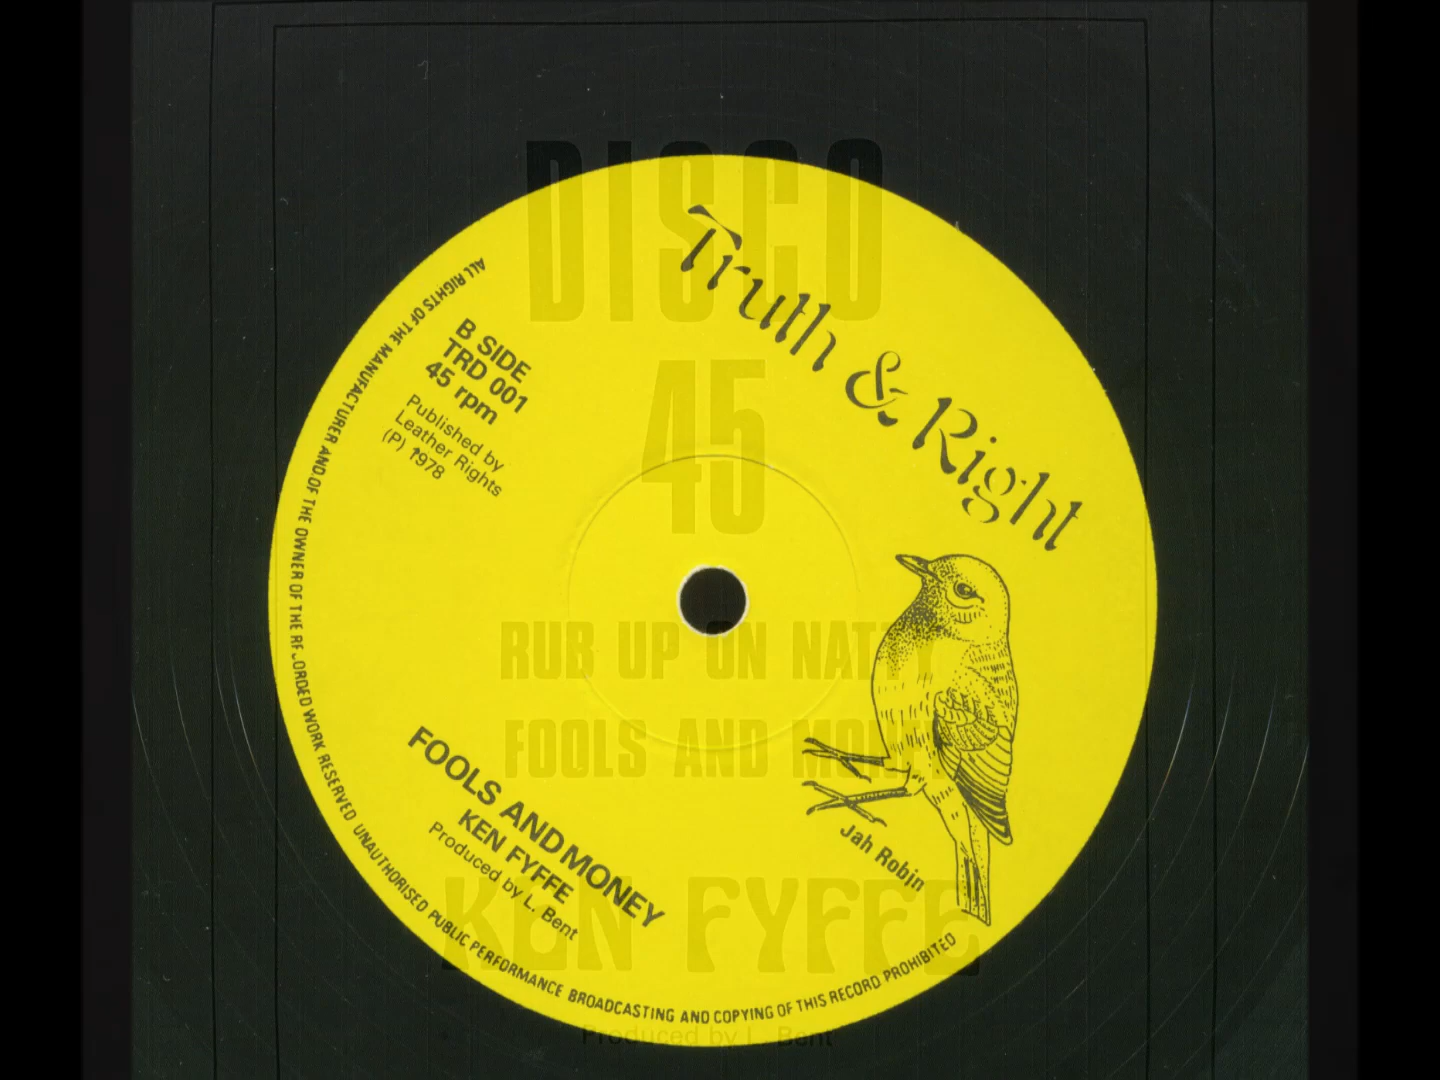 DISCO
45
RUB UP ON NATTY
FOOLS AND MONEY
KEN FYFFE
Produced by L. Bent
Truth & Right
B SIDE
TRD 001
45 rpm
Published by
Leather Rights
(P) 1978
Jah Robin
FOOLS AND MONEY
KEN FYFFE
Produced by L. Bent
ALL RIGHTS OF THE MANUFACTURER AND OF THE OWNER OF THE RECORDED WORK RESERVED UNAUTHORISED PUBLIC PERFORMANCE BROADCASTING AND COPYING OF THIS RECORD PROHIBITED